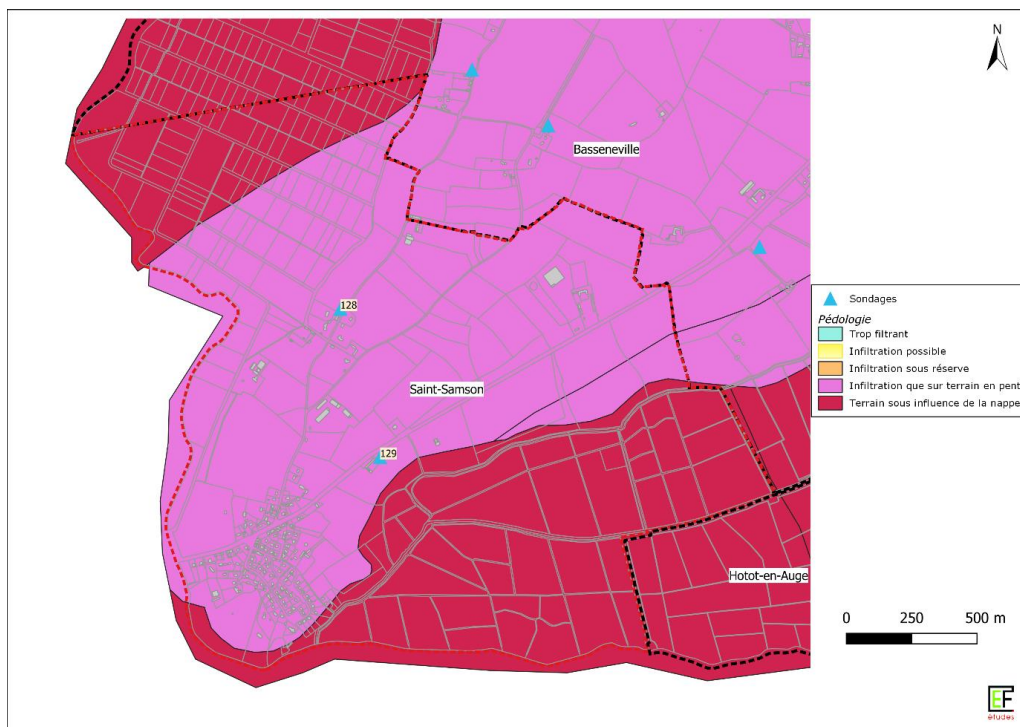 N
Basseneville
128
Saint-Samson
129
Hotot-en-Auge
Sondages
Pédologie
Trop filtrant
Infiltration possible
Infiltration sous réserve
Infiltration que sur terrain en pent
Terrain sous influence de la nappe
0 250 500 m
EF
études